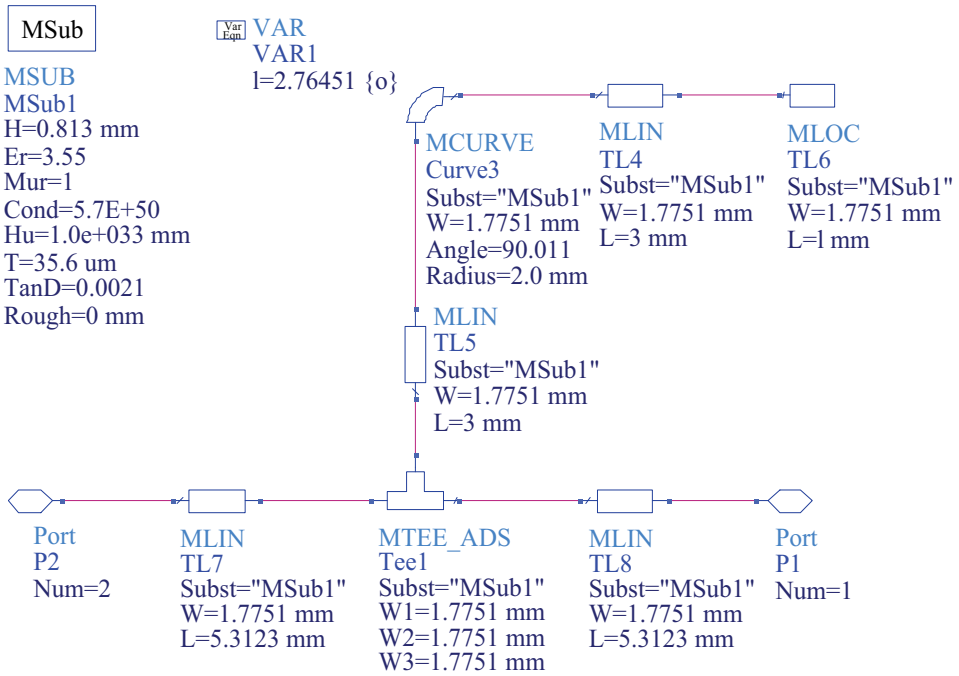 MSub
MSUB
MSub1
H=0.813 mm
Er=3.55
Mur=1
Cond=5.7E+50
Hu=1.0e+033 mm
T=35.6 um
TanD=0.0021
Rough=0 mm
Var
Eqn
VAR
VAR1
l=2.76451 {o}
MCURVE
Curve3
Subst="MSub1"
W=1.7751 mm
Angle=90.011
Radius=2.0 mm
MLIN
TL4
Subst="MSub1"
W=1.7751 mm
L=3 mm
MLOC
TL6
Subst="MSub1"
W=1.7751 mm
L=l mm
MLIN
TL5
Subst="MSub1"
W=1.7751 mm
L=3 mm
Port
P2
Num=2
MLIN
TL7
Subst="MSub1"
W=1.7751 mm
L=5.3123 mm
MTEE_ADS
Tee1
Subst="MSub1"
W1=1.7751 mm
W2=1.7751 mm
W3=1.7751 mm
MLIN
TL8
Subst="MSub1"
W=1.7751 mm
L=5.3123 mm
Port
P1
Num=1